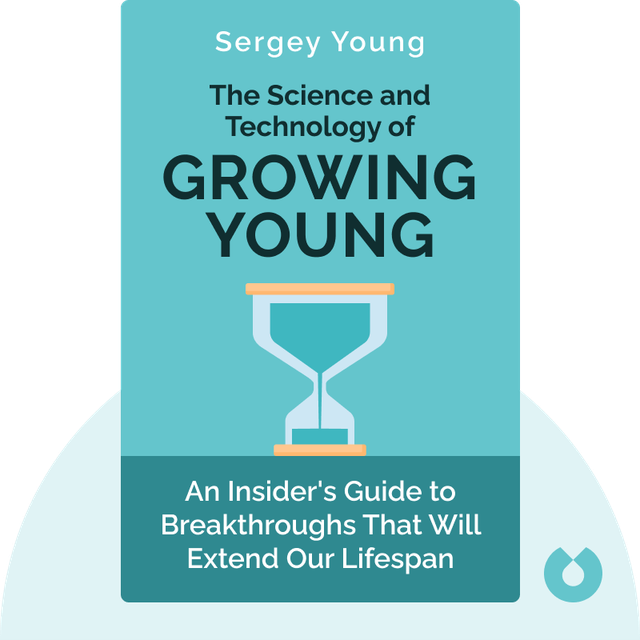 Sergey Young
The Science and
Technology of
GROWING
YOUNG
An Insider's Guide to
Breakthroughs That Will
Extend Our Lifespan